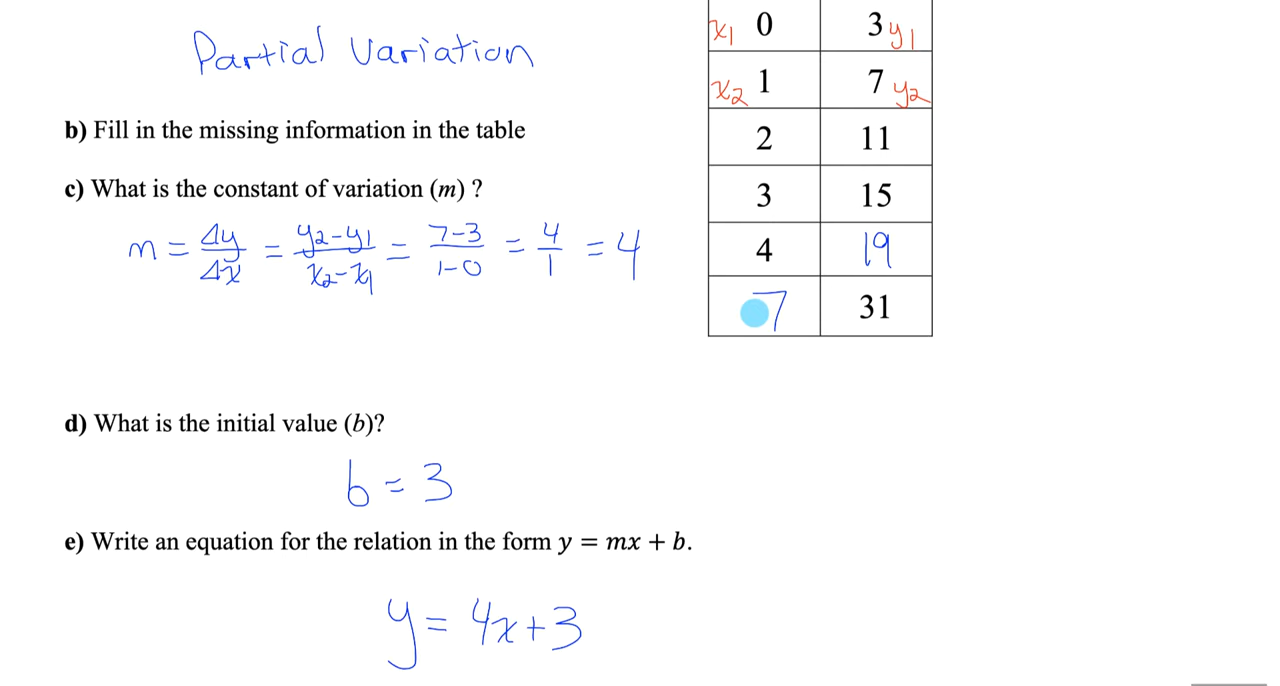 x1 0 3 y1
Partial Variation
x2 1 7 y2
b) Fill in the missing information in the table
2 11
c) What is the constant of variation (m) ?
3 15
m = Δy/Δx = y2-y1/x2-x1 = 7-3/1-0 = 4/1 = 4
4 19
7 31
d) What is the initial value (b)?
b = 3
e) Write an equation for the relation in the form y = mx + b.
y = 4x+3